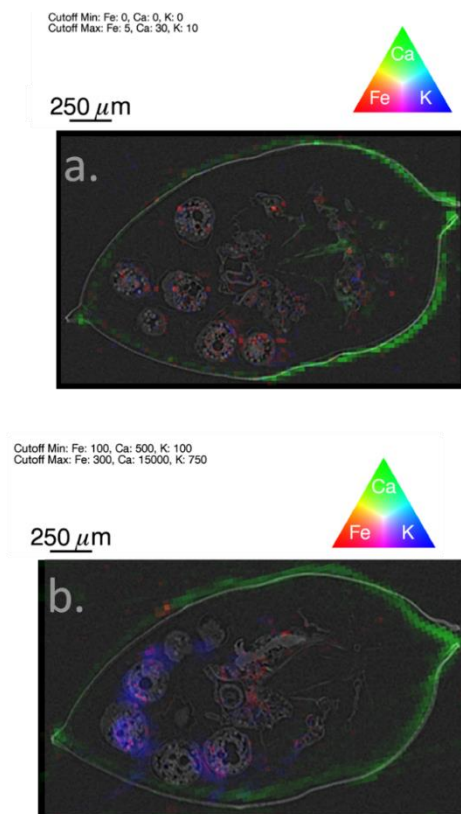 Cutoff Min: Fe: 0, Ca: 0, K: 0
Cutoff Max: Fe: 5, Ca: 30, K: 10
Ca
Fe K
250 μm
a.
Cutoff Min: Fe: 100, Ca: 500, K: 100
Cutoff Max: Fe: 300, Ca: 15000, K: 750
Ca
Fe K
250 μm
b.